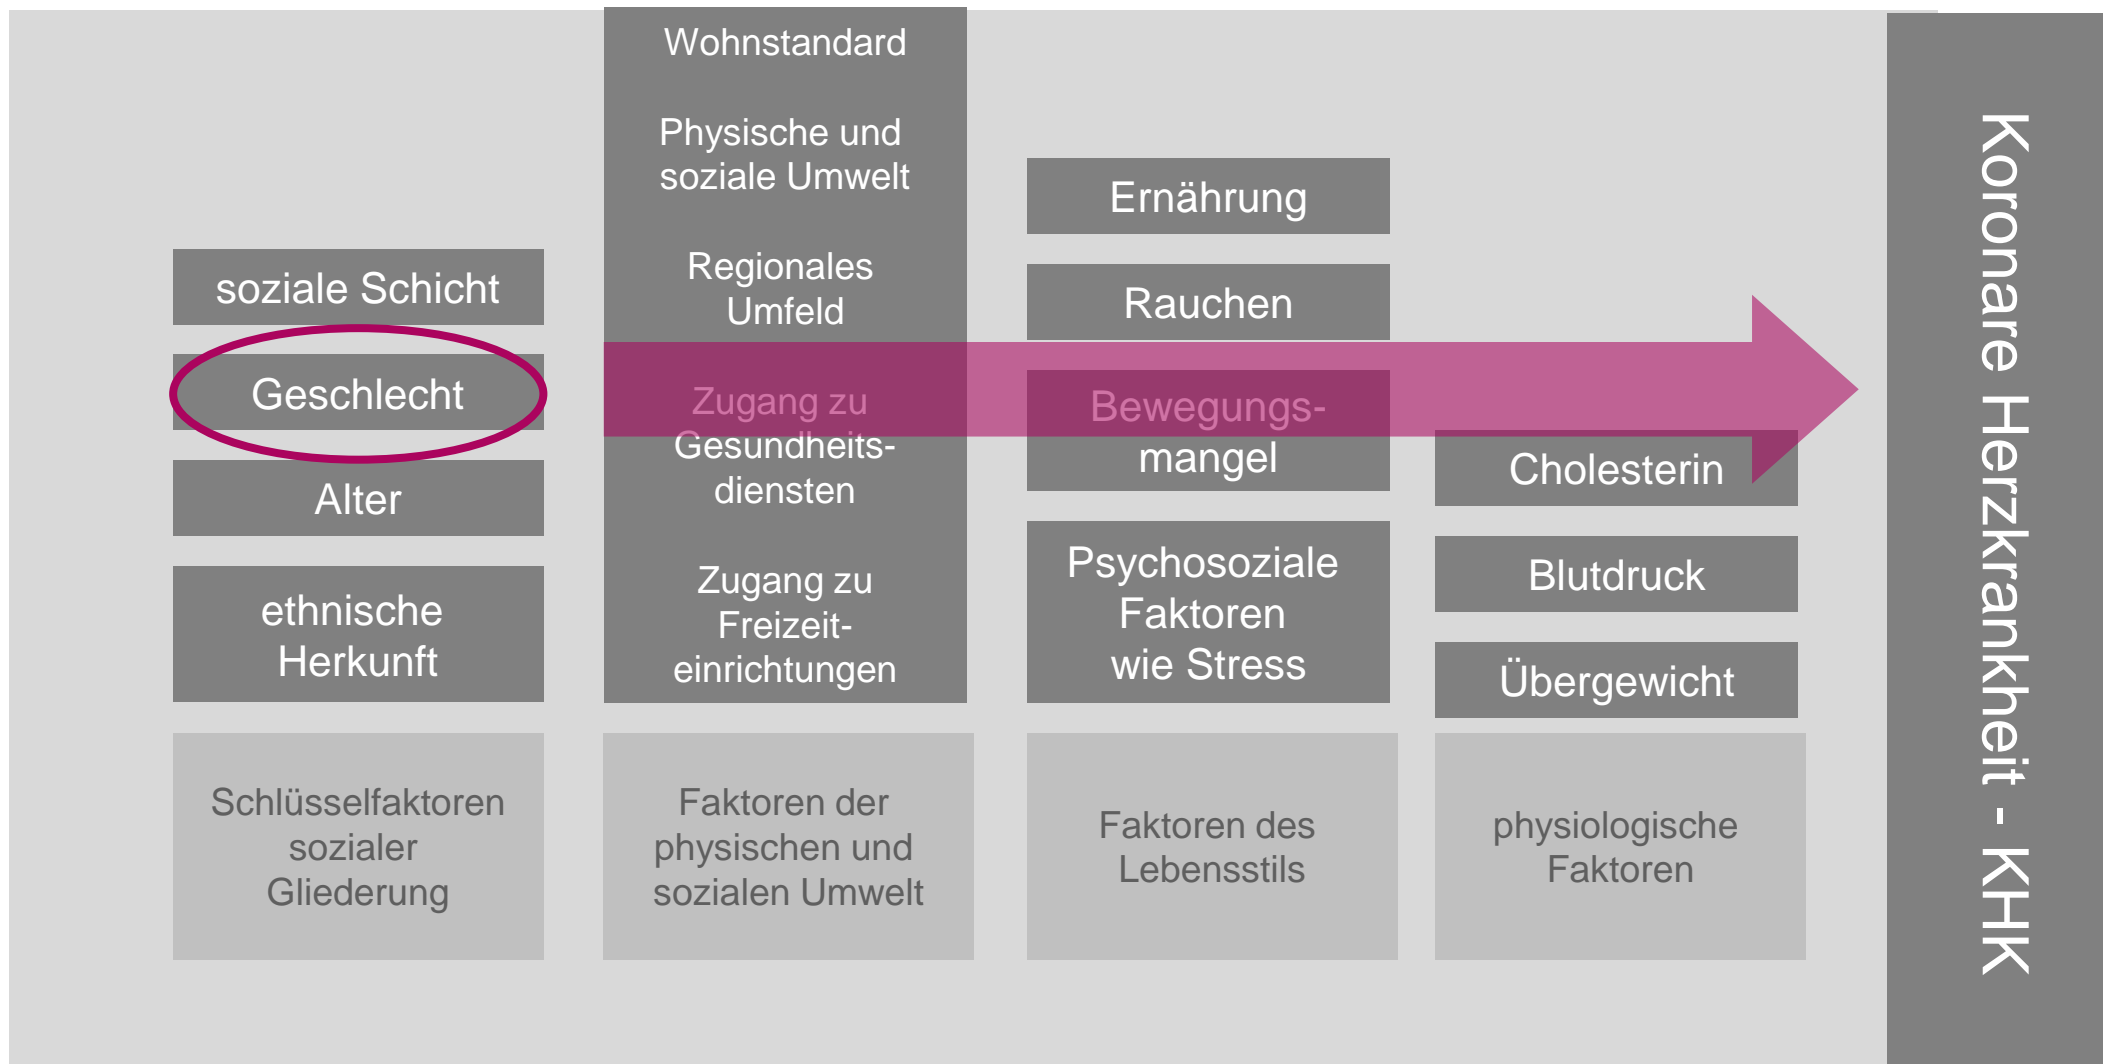 soziale Schicht
Geschlecht
Alter
ethnische
Herkunft
Schlüsselfaktoren
sozialer
Gliederung
Wohnstandard
Physische und
soziale Umwelt
Regionales
Umfeld
Zugang zu
Gesundheits-
diensten
Zugang zu
Freizeit-
einrichtungen
Faktoren der
physischen und
sozialen Umwelt
Ernährung
Rauchen
Bewegungs-
mangel
Psychosoziale
Faktoren
wie Stress
Faktoren des
Lebensstils
Cholesterin
Blutdruck
Übergewicht
physiologische
Faktoren
Koronare Herzkrankheit - KHK